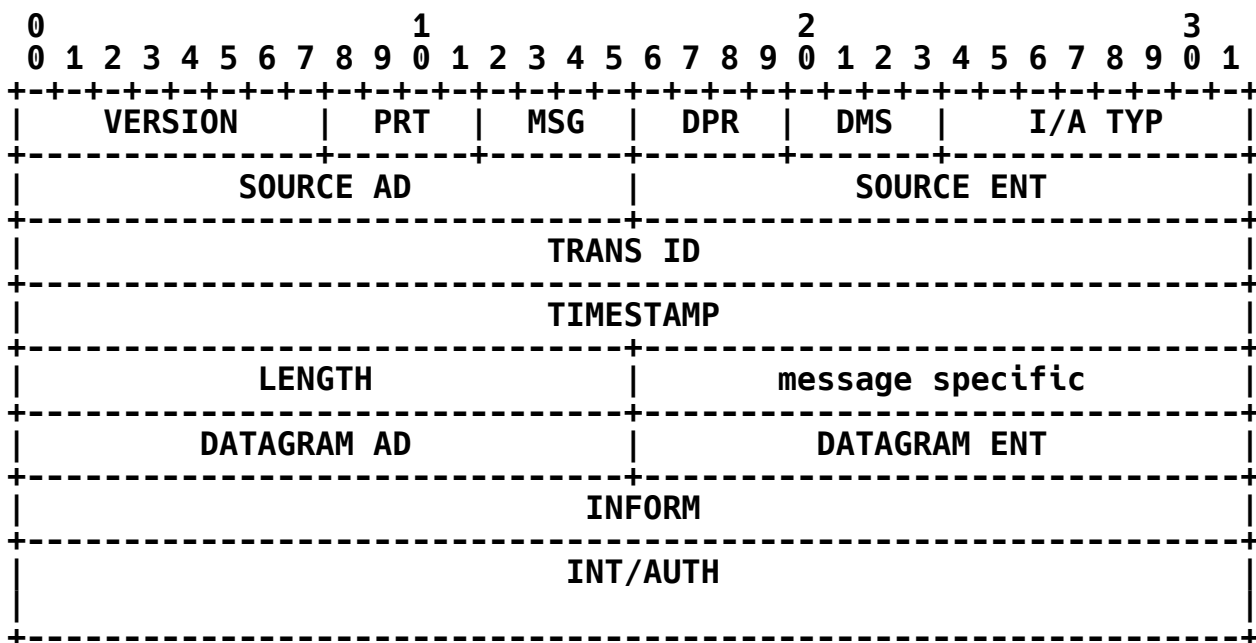 0                   1                   2                   3
 0 1 2 3 4 5 6 7 8 9 0 1 2 3 4 5 6 7 8 9 0 1 2 3 4 5 6 7 8 9 0 1
+-+-+-+-+-+-+-+-+-+-+-+-+-+-+-+-+-+-+-+-+-+-+-+-+-+-+-+-+-+-+-+-+
|    VERSION    |  PRT  |  MSG  |  DPR  |  DMS  |    I/A TYP    |
+---------------+-------+-------+-------+-------+---------------+
|           SOURCE AD           |           SOURCE ENT          |
+-------------------------------+-------------------------------+
|                           TRANS ID                            |
+---------------------------------------------------------------+
|                           TIMESTAMP                           |
+-------------------------------+-------------------------------+
|            LENGTH             |       message specific        |
+-------------------------------+-------------------------------+
|         DATAGRAM AD           |         DATAGRAM ENT          |
+-------------------------------+-------------------------------+
|                             INFORM                            |
+---------------------------------------------------------------+
|                            INT/AUTH                           |
|                                                               |
+---------------------------------------------------------------+